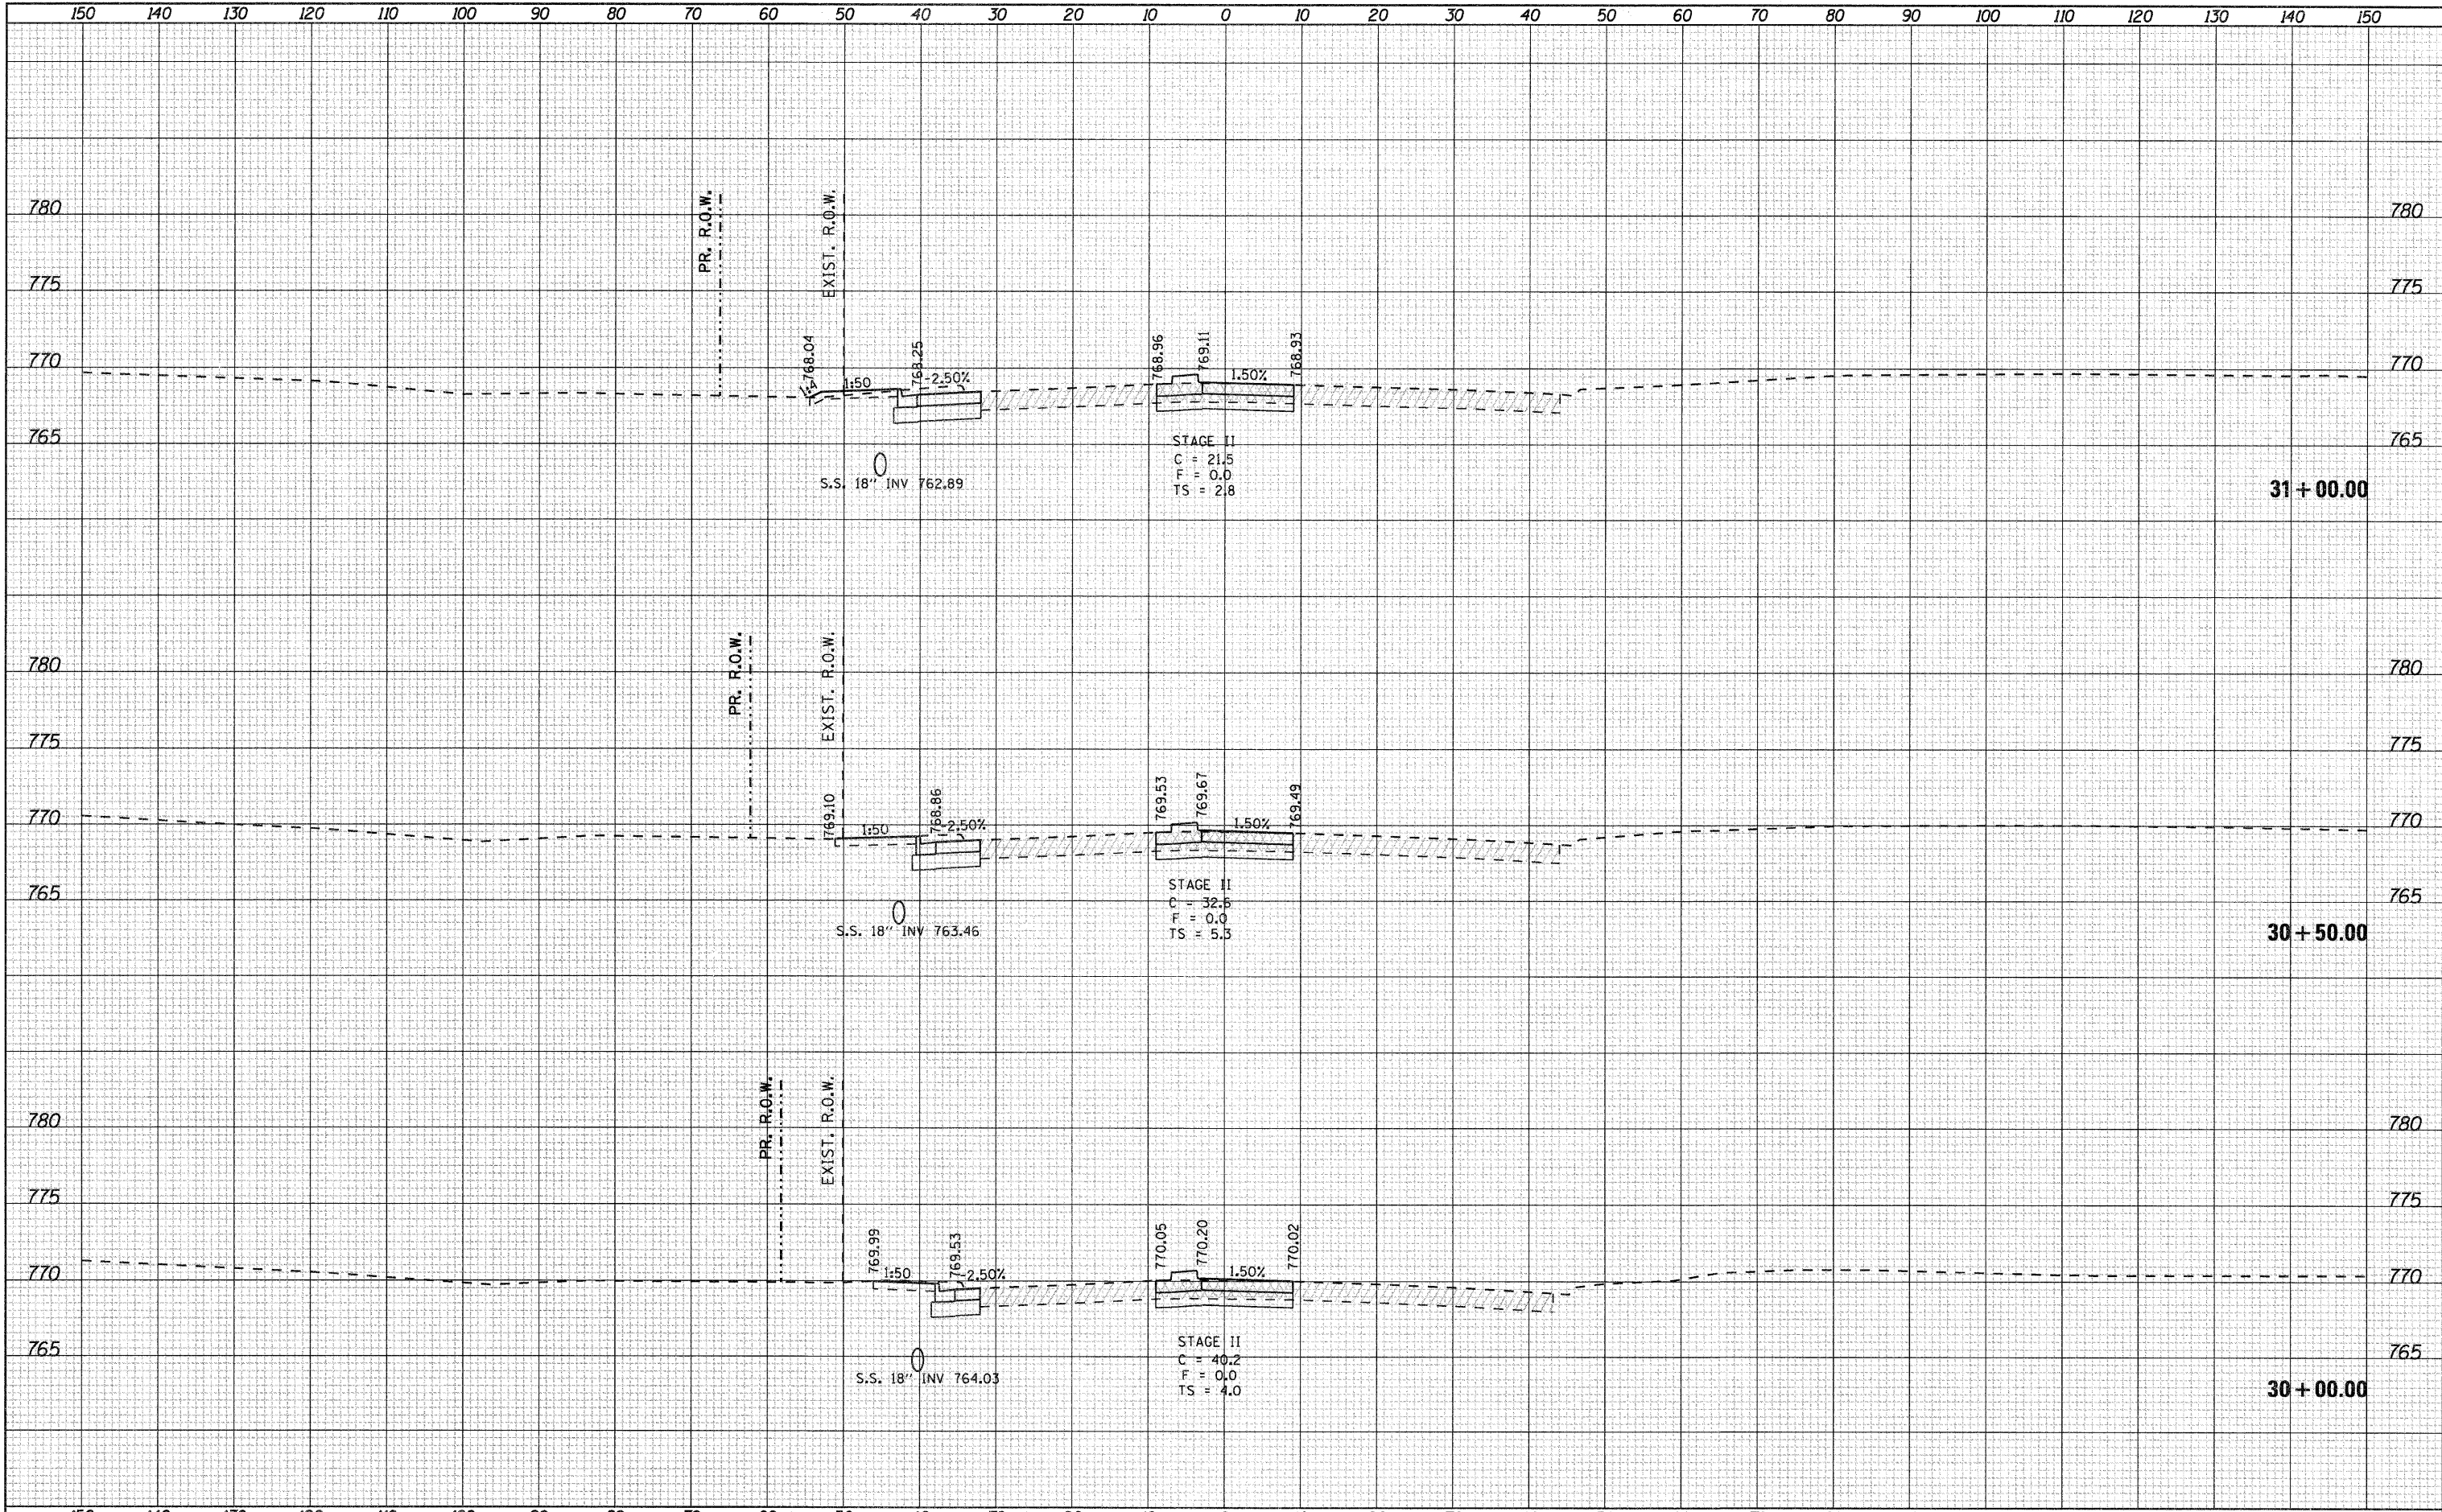 150 140 130 120 110 100 90 80 70 60 50 40 30 20 10 0 10 20 30 40 50 60 70 80 90 100 110 120 130 140 150
PR. R.O.W.
EXIST. R.O.W.
780 780
775 775
770 770
1:4
768.04
1:50
768.25
-2.50%
768.96
769.11
1.50%
768.93
765 765
STAGE II
C = 21.5
F = 0.0
TS = 2.8
S.S. 18" INV 762.89
31+00.00
PR. R.O.W.
EXIST. R.O.W.
780 780
775 775
770 770
769.10
1:50
768.86
-2.50%
769.53
769.67
1.50%
769.49
765 765
STAGE II
C = 32.6
F = 0.0
TS = 5.3
S.S. 18" INV 763.46
30+50.00
PR. R.O.W.
EXIST. R.O.W.
780 780
775 775
770 770
769.99
1:50
769.53
-2.50%
770.05
770.20
1.50%
770.02
765 765
STAGE II
C = 40.2
F = 0.0
TS = 4.0
S.S. 18" INV 764.03
30+00.00